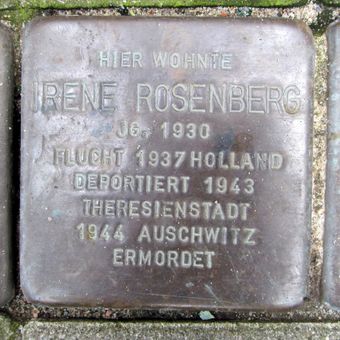 HIER WOHNTE
IRENE ROSENBERG
JG. 1930
FLUCHT 1937 HOLLAND
DEPORTIERT 1943
THERESIENSTADT
1944 AUSCHWITZ
ERMORDET